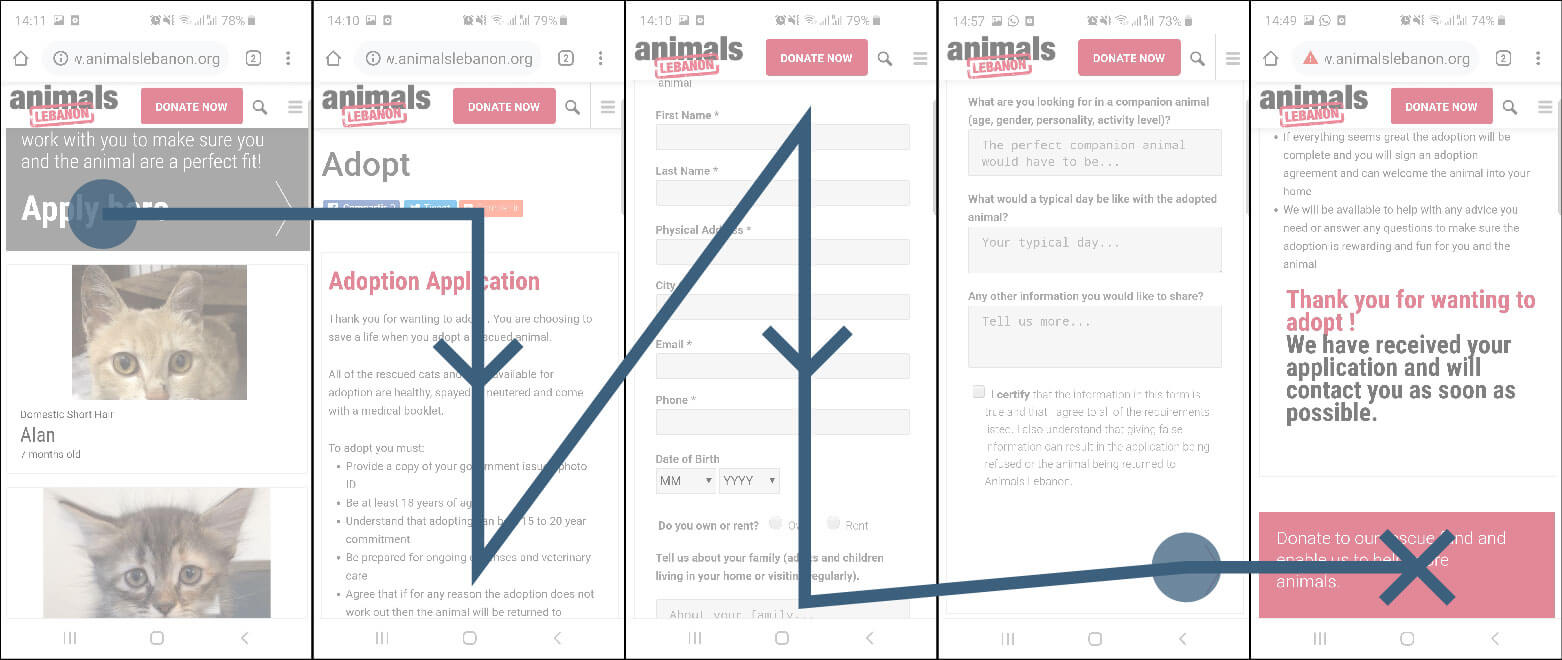 14:11
78%
w.animalslebanon.org
2
animals
LEBANON
DONATE NOW
work with you to make sure you
and the animal are a perfect fit!
Apply here
Domestic Short Hair
Alan
7 months old
14:10
79%
w.animalslebanon.org
2
animals
LEBANON
DONATE NOW
Adopt
Compartir
Tweet
Adoption Application
Thank you for wanting to adopt. You are choosing to
save a life when you adopt a rescued animal.
All of the rescued cats and available for
adoption are healthy, spayed neutered and come
with a medical booklet.
To adopt you must:
Provide a copy of your government issued photo
ID
Be at least 18 years of age
Understand that adopting can be 15 to 20 year
commitment
Be prepared for ongoing expenses and veterinary
care
Agree that if for any reason the adoption does not
work out then the animal will be returned to
14:10
79%
animals
LEBANON
DONATE NOW
animal
First Name *
Last Name *
Physical Address *
City
Email *
Phone *
Date of Birth
MM
YYYY
Do you own or rent?
Own
Rent
Tell us about your family (adults and children
living in your home or visiting regularly).
About your family...
14:57
73%
animals
LEBANON
DONATE NOW
What are you looking for in a companion animal
(age, gender, personality, activity level)?
The perfect companion animal
would have to be...
What would a typical day be like with the adopted
animal?
Your typical day...
Any other information you would like to share?
Tell us more...
I certify that the information in this form is
true and that I agree to all of the requirements
listed. I also understand that giving false
information can result in the application being
refused or the animal being returned to
Animals Lebanon.
14:49
74%
v.animalslebanon.org
2
animals
LEBANON
DONATE NOW
If everything seems great the adoption will be
complete and you will sign an adoption
agreement and can welcome the animal into your
home
We will be available to help with any advice you
need or answer any questions to make sure the
adoption is rewarding and fun for you and the
animal
Thank you for wanting to
adopt !
We have received your
application and will
contact you as soon as
possible.
Donate to our rescue fund and
enable us to help more
animals.